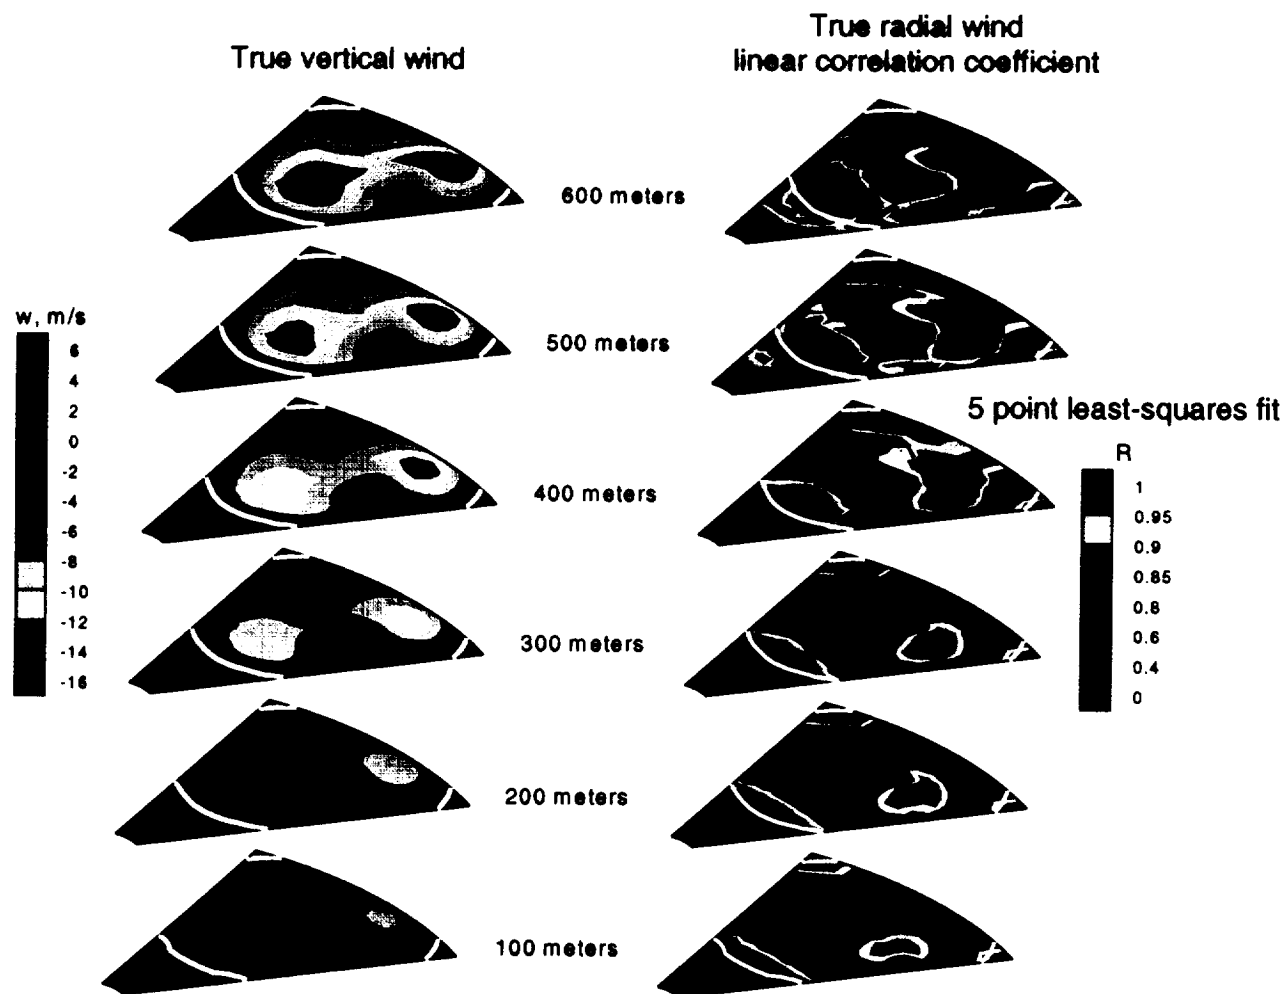 True vertical wind
True radial wind
linear correlation coefficient
600 meters
500 meters
400 meters
300 meters
200 meters
100 meters
w, m/s
6
4
2
0
-2
-4
-6
-8
-10
-12
-14
-16
5 point least-squares fit
R
1
0.95
0.9
0.85
0.8
0.6
0.4
0